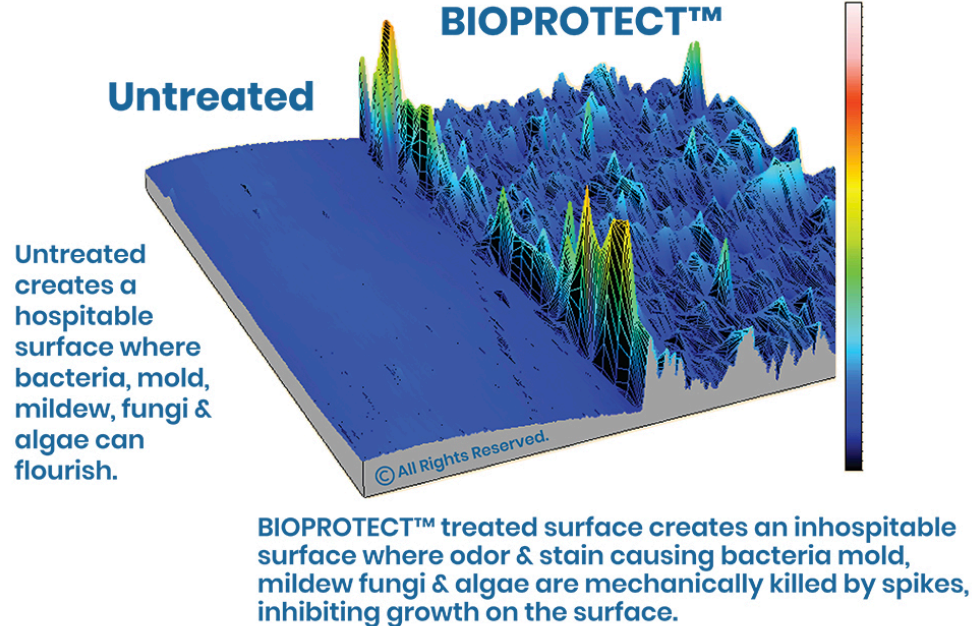 BIOPROTECT™
Untreated
Untreated
creates a
hospitable
surface where
bacteria, mold,
mildew, fungi &
algae can
flourish.
© All Rights Reserved.
BIOPROTECT™ treated surface creates an inhospitable
surface where odor & stain causing bacteria mold,
mildew fungi & algae are mechanically killed by spikes,
inhibiting growth on the surface.